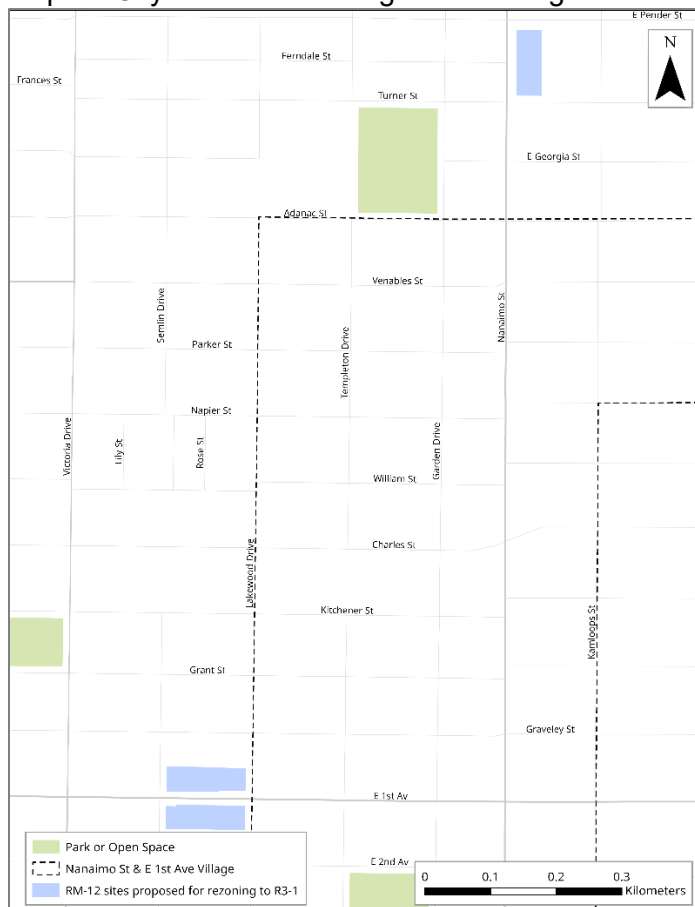 E Pender St
Ferndale St
N
Frances St
Turner St
E Georgia St
Adanac St
Venables St
Semlin Drive
Nanaimo St
Templeton Drive
Parker St
Napier St
Victoria Drive
Lily St
Rose St
Garden Drive
William St
Charles St
Lakewood Drive
Kitchener St
Kamloops St
Grant St
Graveley St
E 1st Av
E 2nd Av
Park or Open Space
Nanaimo St & E 1st Ave Village
RM-12 sites proposed for rezoning to R3-1
0 0.1 0.2 0.3
Kilometers